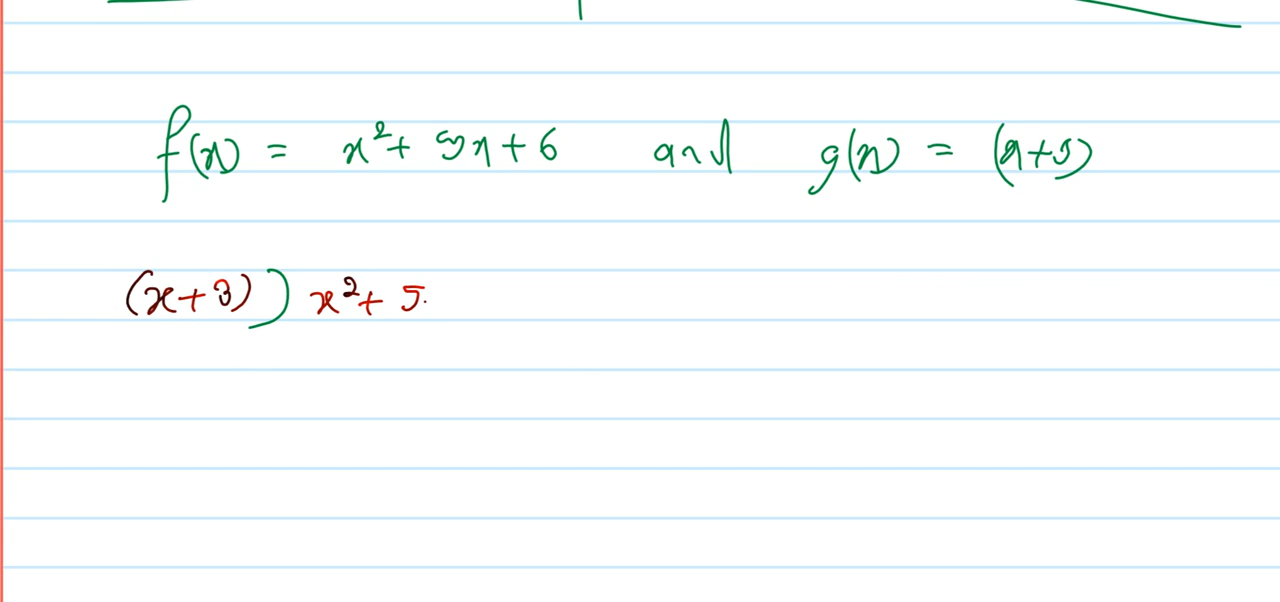 f(x) = x² + 5x + 6 and g(x) = (x+3)
(x+3) ) x² + 5